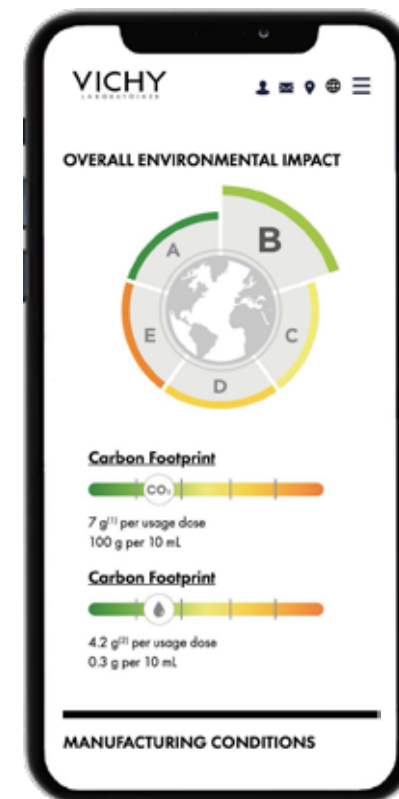 VICHY
LABORATOIRES
OVERALL ENVIRONMENTAL IMPACT
A
B
C
D
E
Carbon Footprint
CO₂
7 g⁽¹⁾ per usage dose
100 g per 10 mL
Carbon Footprint
4.2 g⁽²⁾ per usage dose
0.3 g per 10 mL
MANUFACTURING CONDITIONS